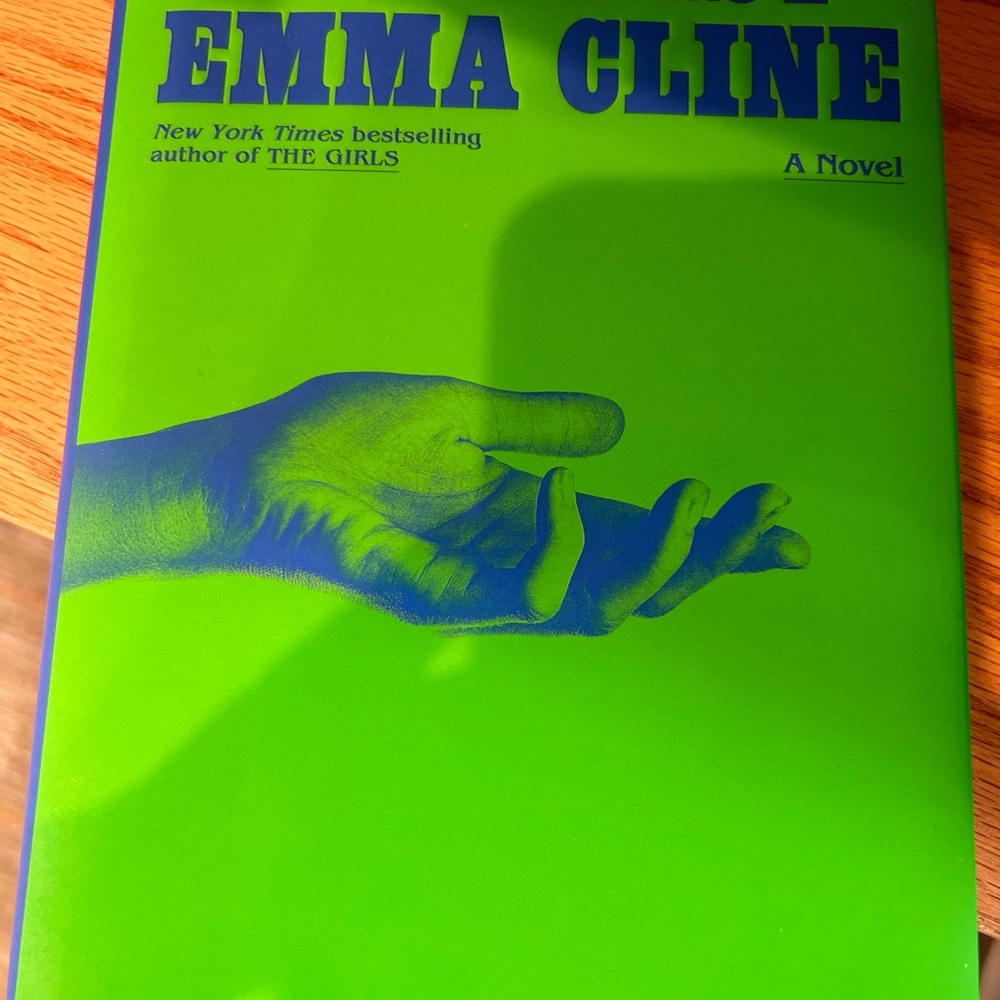 EMMA CLINE
New York Times bestselling
author of THE GIRLS
A Novel